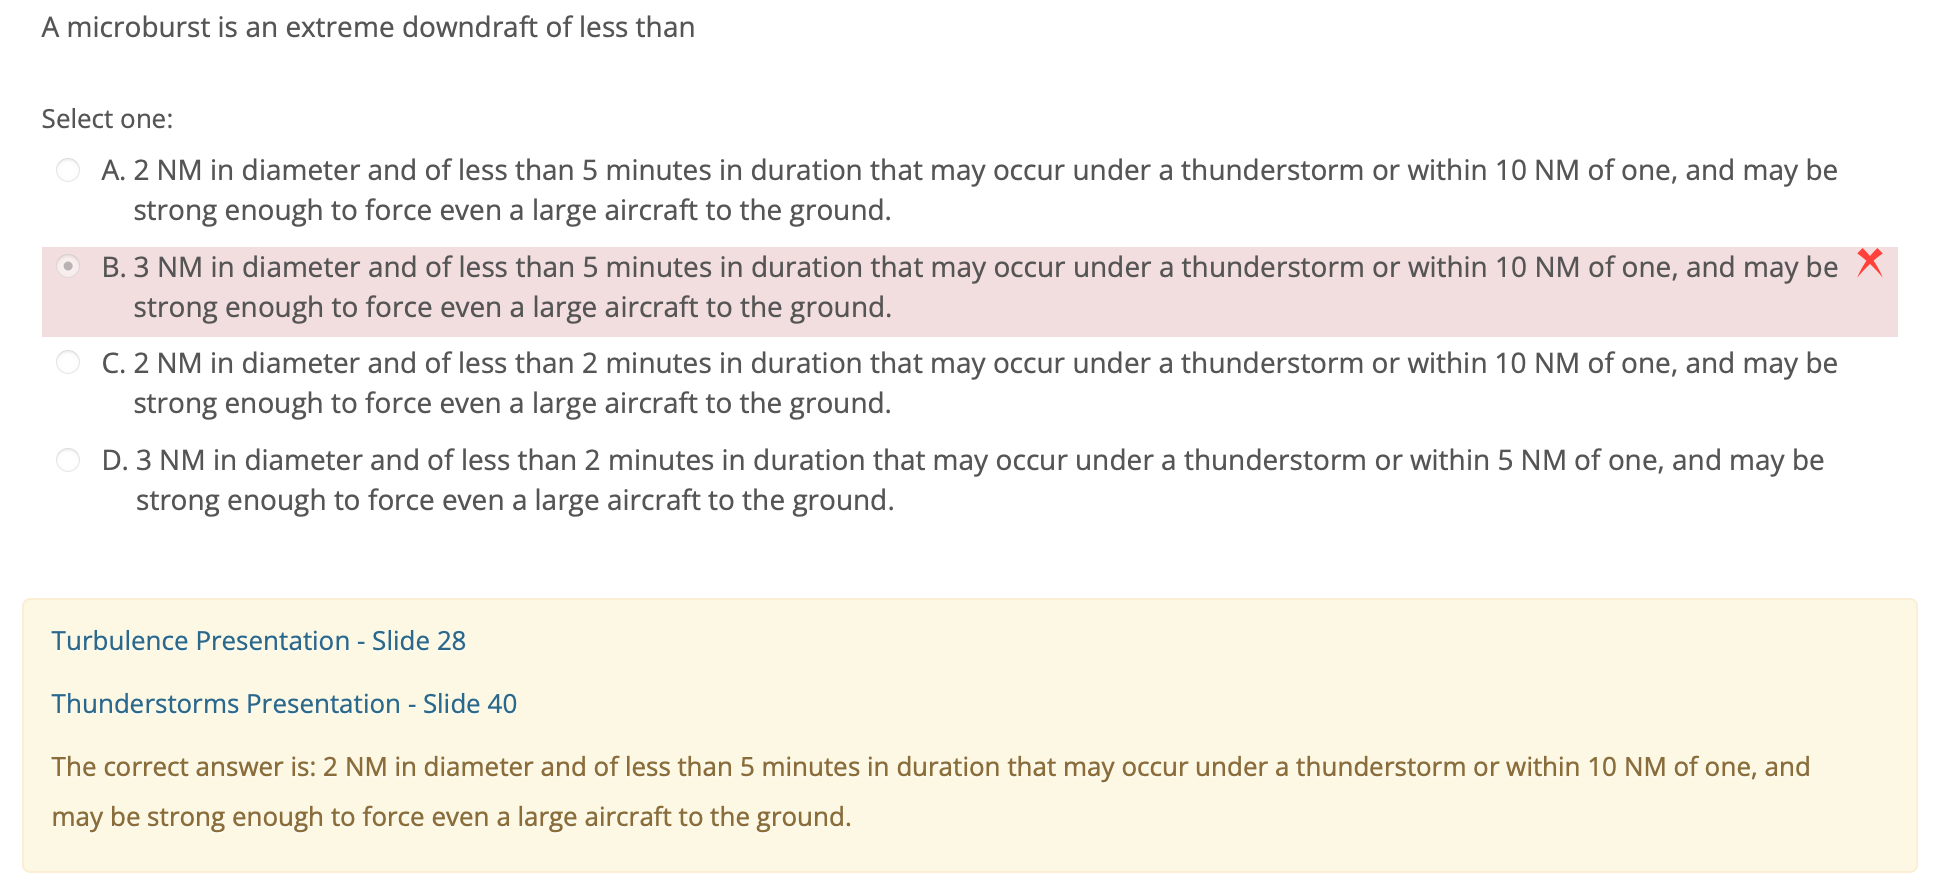 A microburst is an extreme downdraft of less than
Select one:
A. 2 NM in diameter and of less than 5 minutes in duration that may occur under a thunderstorm or within 10 NM of one, and may be
strong enough to force even a large aircraft to the ground.
B. 3 NM in diameter and of less than 5 minutes in duration that may occur under a thunderstorm or within 10 NM of one, and may be
strong enough to force even a large aircraft to the ground.
C. 2 NM in diameter and of less than 2 minutes in duration that may occur under a thunderstorm or within 10 NM of one, and may be
strong enough to force even a large aircraft to the ground.
D. 3 NM in diameter and of less than 2 minutes in duration that may occur under a thunderstorm or within 5 NM of one, and may be
strong enough to force even a large aircraft to the ground.
Turbulence Presentation - Slide 28
Thunderstorms Presentation - Slide 40
The correct answer is: 2 NM in diameter and of less than 5 minutes in duration that may occur under a thunderstorm or within 10 NM of one, and
may be strong enough to force even a large aircraft to the ground.